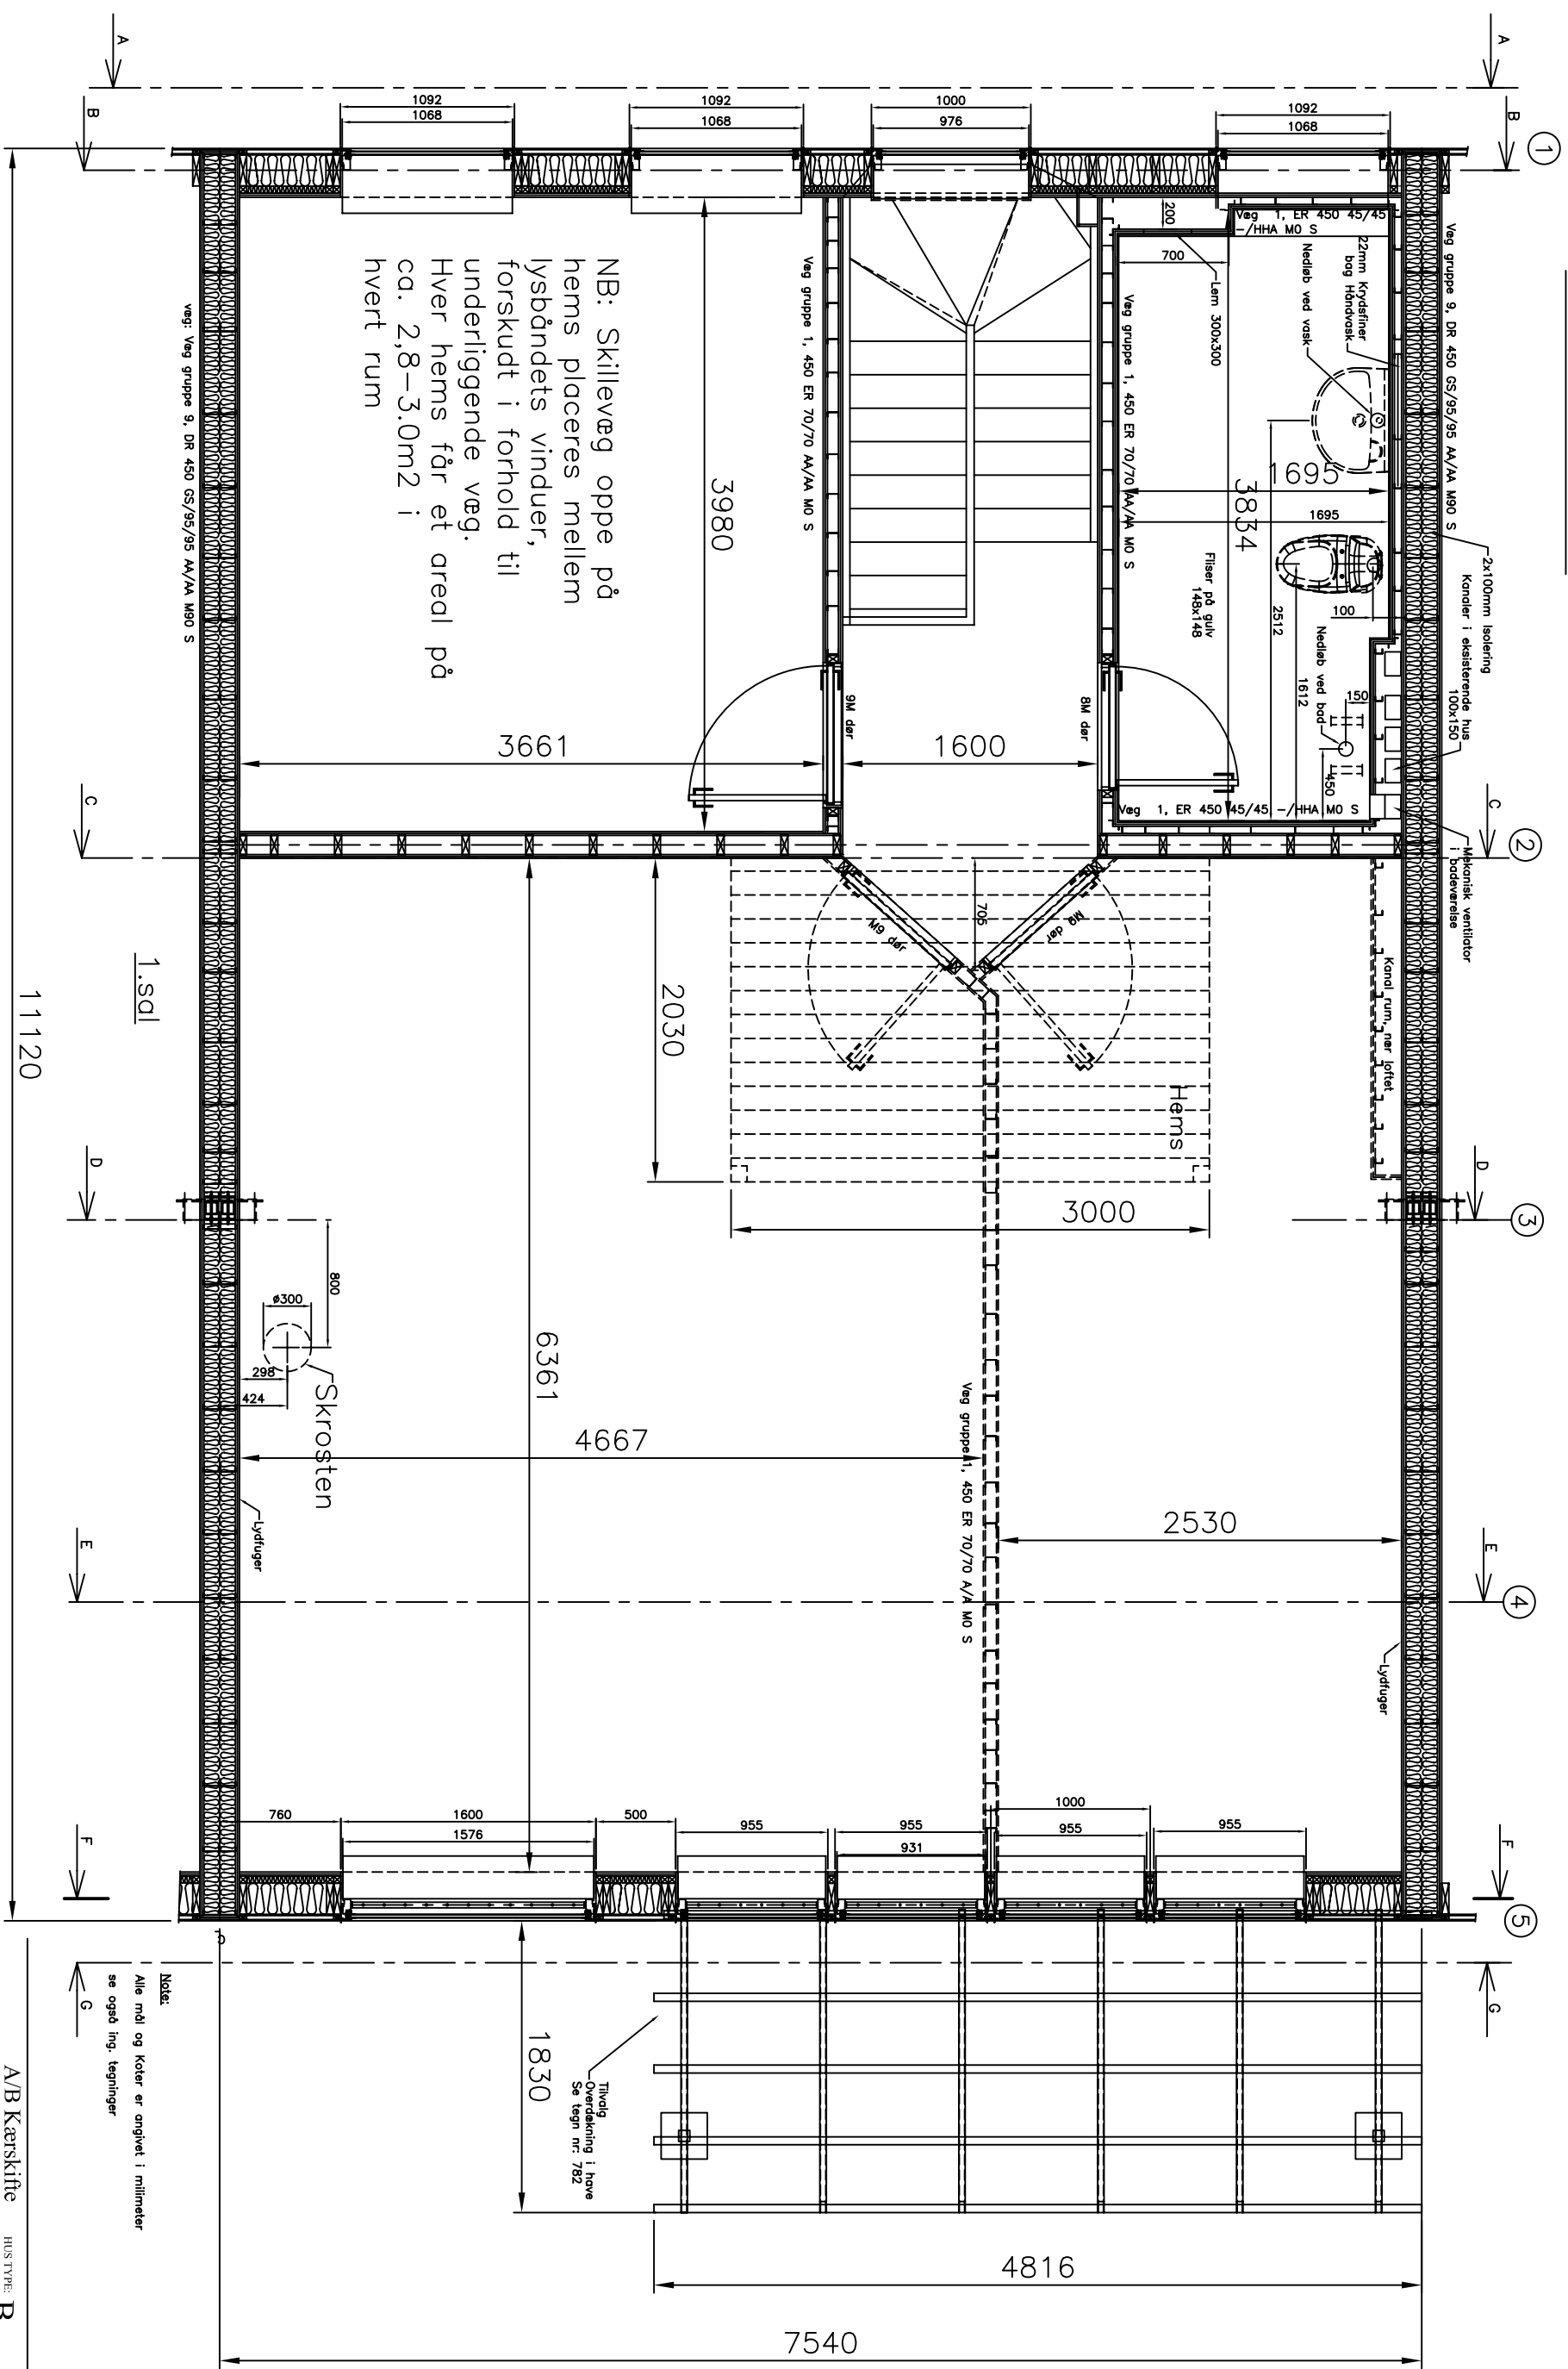 A
A
B
B
1
1092
1068
1092
1068
1000
976
1092
1068
Væg gruppe 9, DR 450 GS/95/95 AA/AA M90 S
2x100mm Isolering
Kanaler i eksisterende hus
100x150
Mekanisk ventilator
i badeværelse
Kanal rum, nær loftet
Væg 1, ER 450 45/45
-/HHA M0 S
22mm Krydsfiner
bag Håndvask
Nedløb ved vask
200
700
Lem 300x300
1695
1695
3834
2512
1612
100
150
450
Nedløb ved bad
Fliser på gulv
148x148
Væg gruppe 1, 450 ER 70/70 AA/AA M0 S
Væg 1, ER 450 45/45, -/HHA M0 S
8M dør
1600
9M dør
Væg gruppe 1, 450 ER 70/70 AA/AA M0 S
3980
3661
NB: Skillevæg oppe på
hems placeres mellem
lysbåndets vinduer,
forskudt i forhold til
underliggende væg.
Hver hems får et areal på
ca. 2,8-3.0m2 i
hvert rum
væg: Væg gruppe 9, DR 450 GS/95/95 AA/AA M90 S
C
C
2
705
M9 dør
M9 dør
Hems
2030
3000
1.sal
11120
D
D
3
800
ø300
298
424
Skrosten
6361
4667
2530
Væg gruppe 1, 450 ER 70/70 A/A M0 S
Lydfuger
Lydfuger
E
E
4
760
1600
1576
500
955
955
931
1000
955
955
F
F
5
G
G
1830
Tilvalg
Overdækning i have
Se tegn nr: 782
4816
7540
Note:
Alle mål og Koter er angivet i milimeter
se også ing. tegninger
A/B Kærskifte HUS TYPE: B